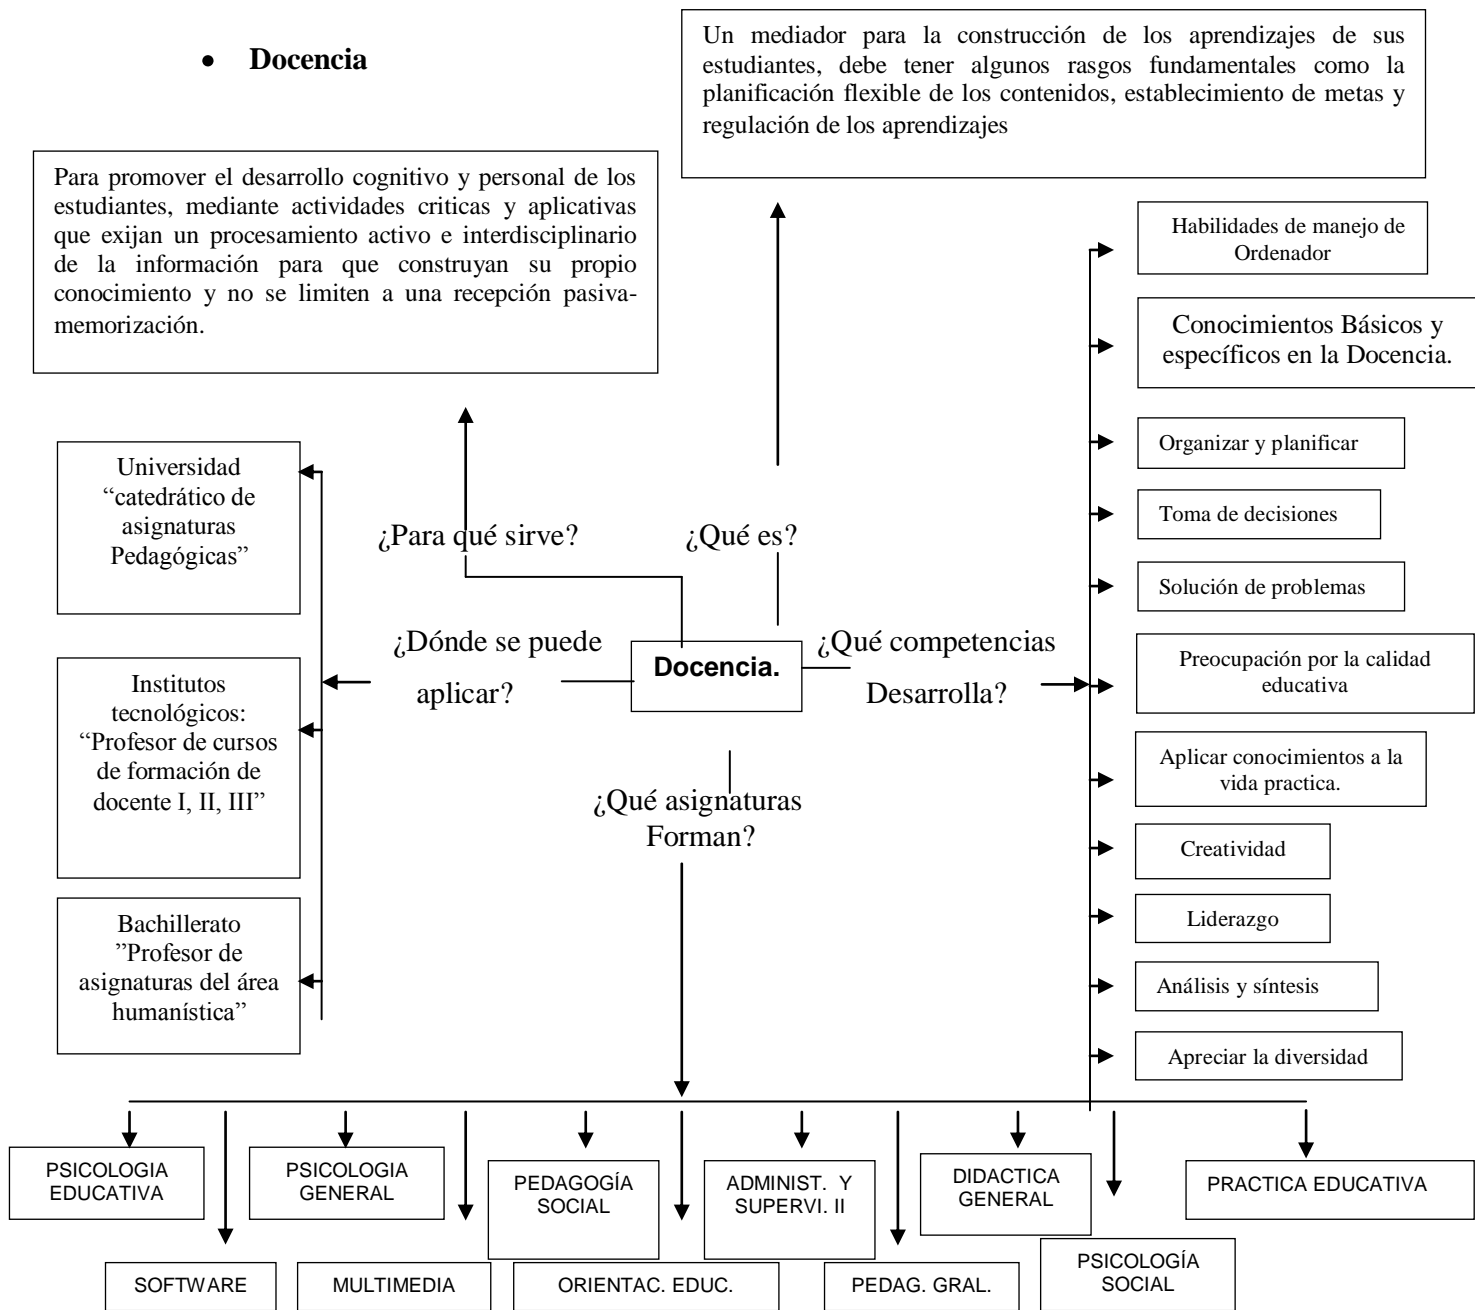 • Docencia
Un mediador para la construcción de los aprendizajes de sus
estudiantes, debe tener algunos rasgos fundamentales como la
planificación flexible de los contenidos, establecimiento de metas y
regulación de los aprendizajes
Para promover el desarrollo cognitivo y personal de los
estudiantes, mediante actividades criticas y aplicativas
que exijan un procesamiento activo e interdisciplinario
de la información para que construyan su propio
conocimiento y no se limiten a una recepción pasiva-
memorización.
Habilidades de manejo de
Ordenador
Conocimientos Básicos y
específicos en la Docencia.
Organizar y planificar
Toma de decisiones
Solución de problemas
Preocupación por la calidad
educativa
Aplicar conocimientos a la
vida practica.
Creatividad
Liderazgo
Análisis y síntesis
Apreciar la diversidad
Universidad
“catedrático de
asignaturas
Pedagógicas”
Institutos
tecnológicos:
“Profesor de cursos
de formación de
docente I, II, III”
Bachillerato
”Profesor de
asignaturas del área
humanística”
¿Para qué sirve?
¿Qué es?
¿Dónde se puede
aplicar?
Docencia.
¿Qué competencias
Desarrolla?
¿Qué asignaturas
Forman?
PSICOLOGIA
EDUCATIVA
PSICOLOGIA
GENERAL
PEDAGOGÍA
SOCIAL
ADMINIST. Y
SUPERVI. II
DIDACTICA
GENERAL
PRACTICA EDUCATIVA
SOFTWARE
MULTIMEDIA
ORIENTAC. EDUC.
PEDAG. GRAL.
PSICOLOGÍA
SOCIAL